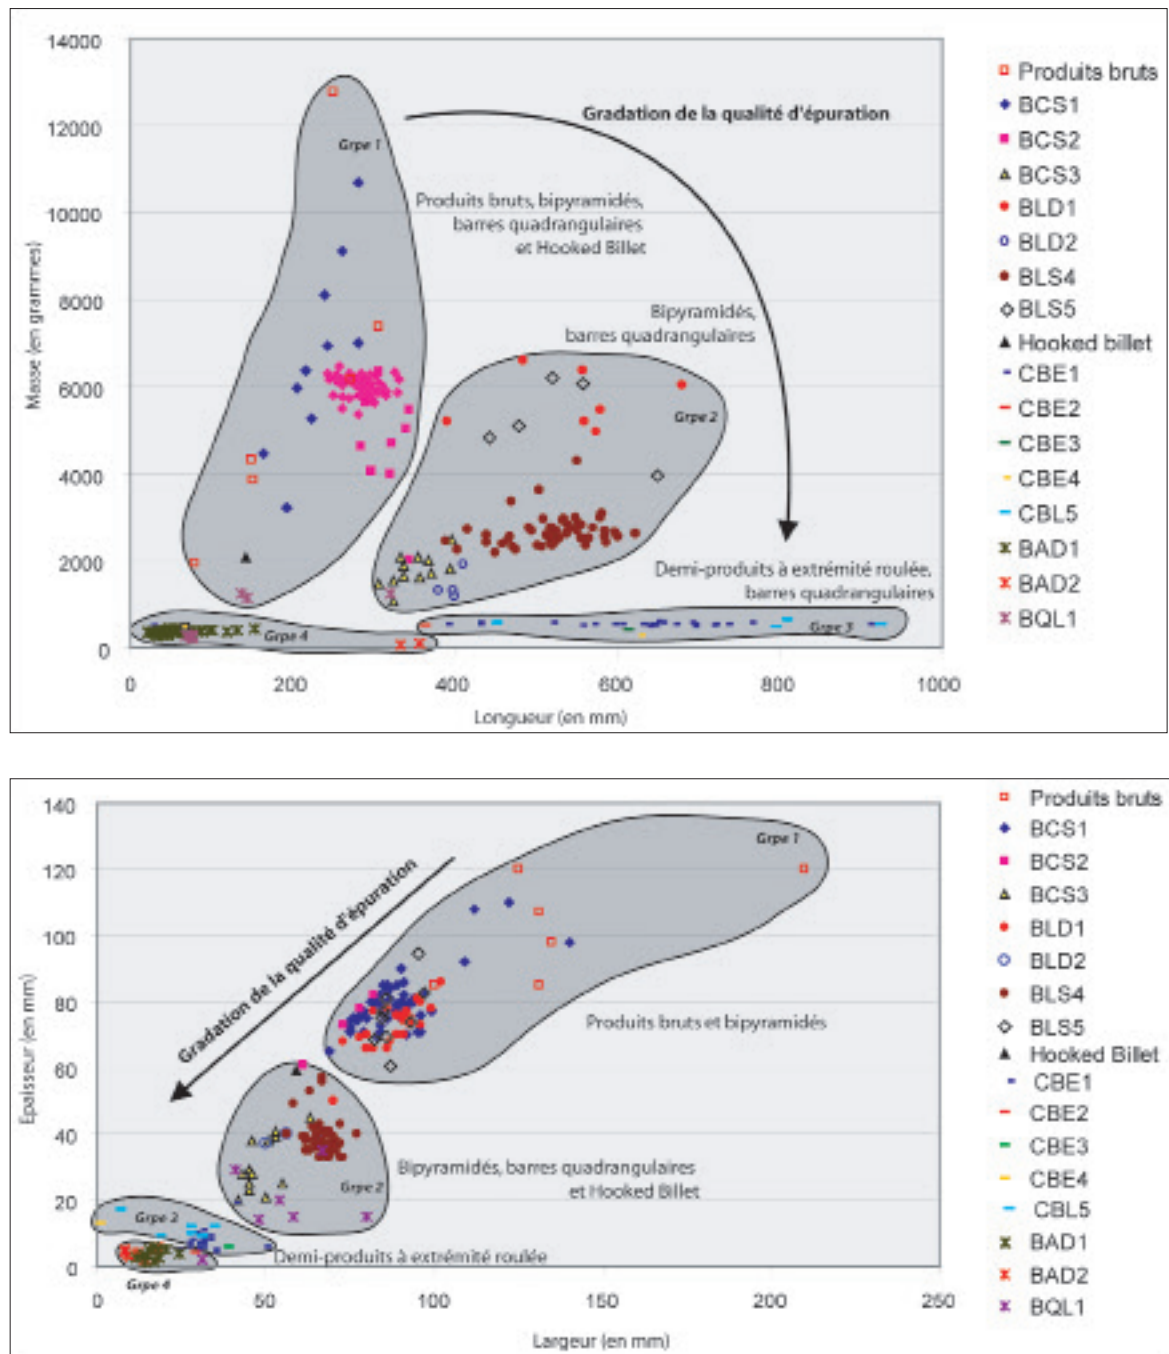 14000
12000
10000
8000
6000
4000
2000
0
0
200
400
600
800
1000
Masse (en grammes)
Longueur (en mm)
Grpe 1
Gradation de la qualité d'épuration
Produits bruts, bipyramidés,
barres quadrangulaires
et Hooked Billet
Bipyramidés,
barres quadrangulaires
Grpe 2
Demi-produits à extrémité roulée,
barres quadrangulaires
Grpe 3
Grpe 4
Produits bruts
BCS1
BCS2
BCS3
BLD1
BLD2
BLS4
BLS5
Hooked billet
CBE1
CBE2
CBE3
CBE4
CBL5
BAD1
BAD2
BQL1
140
120
100
80
60
40
20
0
0
50
100
150
200
250
Epaisseur (en mm)
Largeur (en mm)
Grpe 1
Gradation de la qualité d'épuration
Produits bruts et bipyramidés
Bipyramidés, barres quadrangulaires
et Hooked Billet
Grpe 2
Grpe 3
Demi-produits à extrémité roulée
Grpe 4
Produits bruts
BCS1
BCS2
BCS3
BLD1
BLD2
BLS4
BLS5
Hooked Billet
CBE1
CBE2
CBE3
CBE4
CBL5
BAD1
BAD2
BQL1